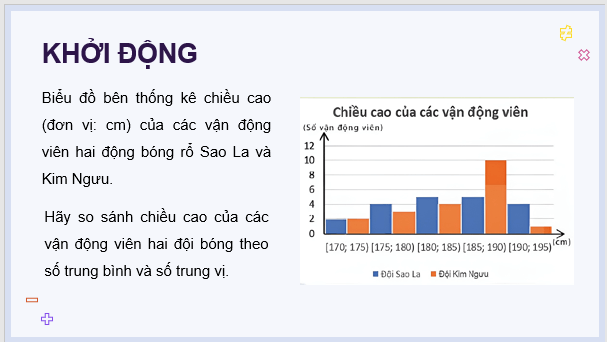 KHỞI ĐỘNG
Biểu đồ bên thống kê chiều cao
(đơn vị: cm) của các vận động
viên hai động bóng rổ Sao La và
Kim Ngưu.
Hãy so sánh chiều cao của các
vận động viên hai đội bóng theo
số trung bình và số trung vị.
Chiều cao của các vận động viên
(Số vận động viên)
12
10
8
6
4
2
0
[170; 175) [175; 180) [180; 185) [185; 190) [190; 195) (cm)
Đội Sao La Đội Kim Ngưu